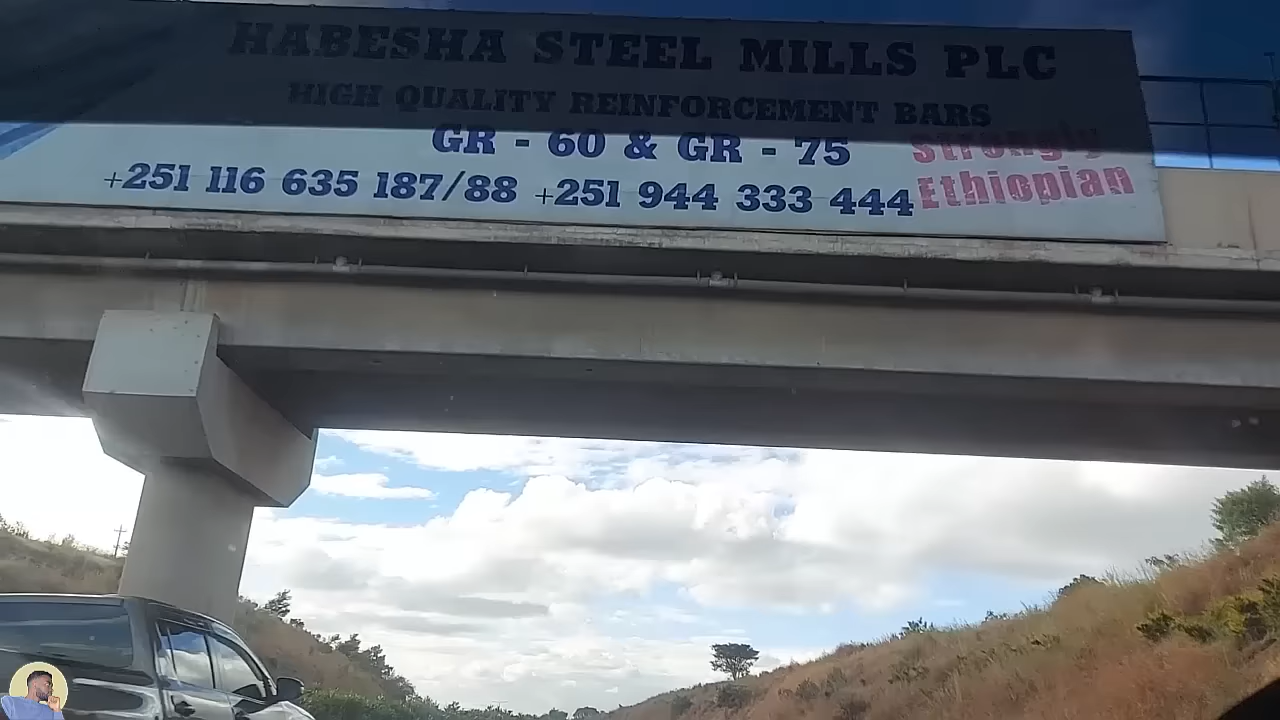 HABESHA STEEL MILLS PLC
HIGH QUALITY REINFORCEMENT BARS
GR - 60 & GR - 75
+251 116 635 187/88 +251 944 333 444
Strongly
Ethiopian